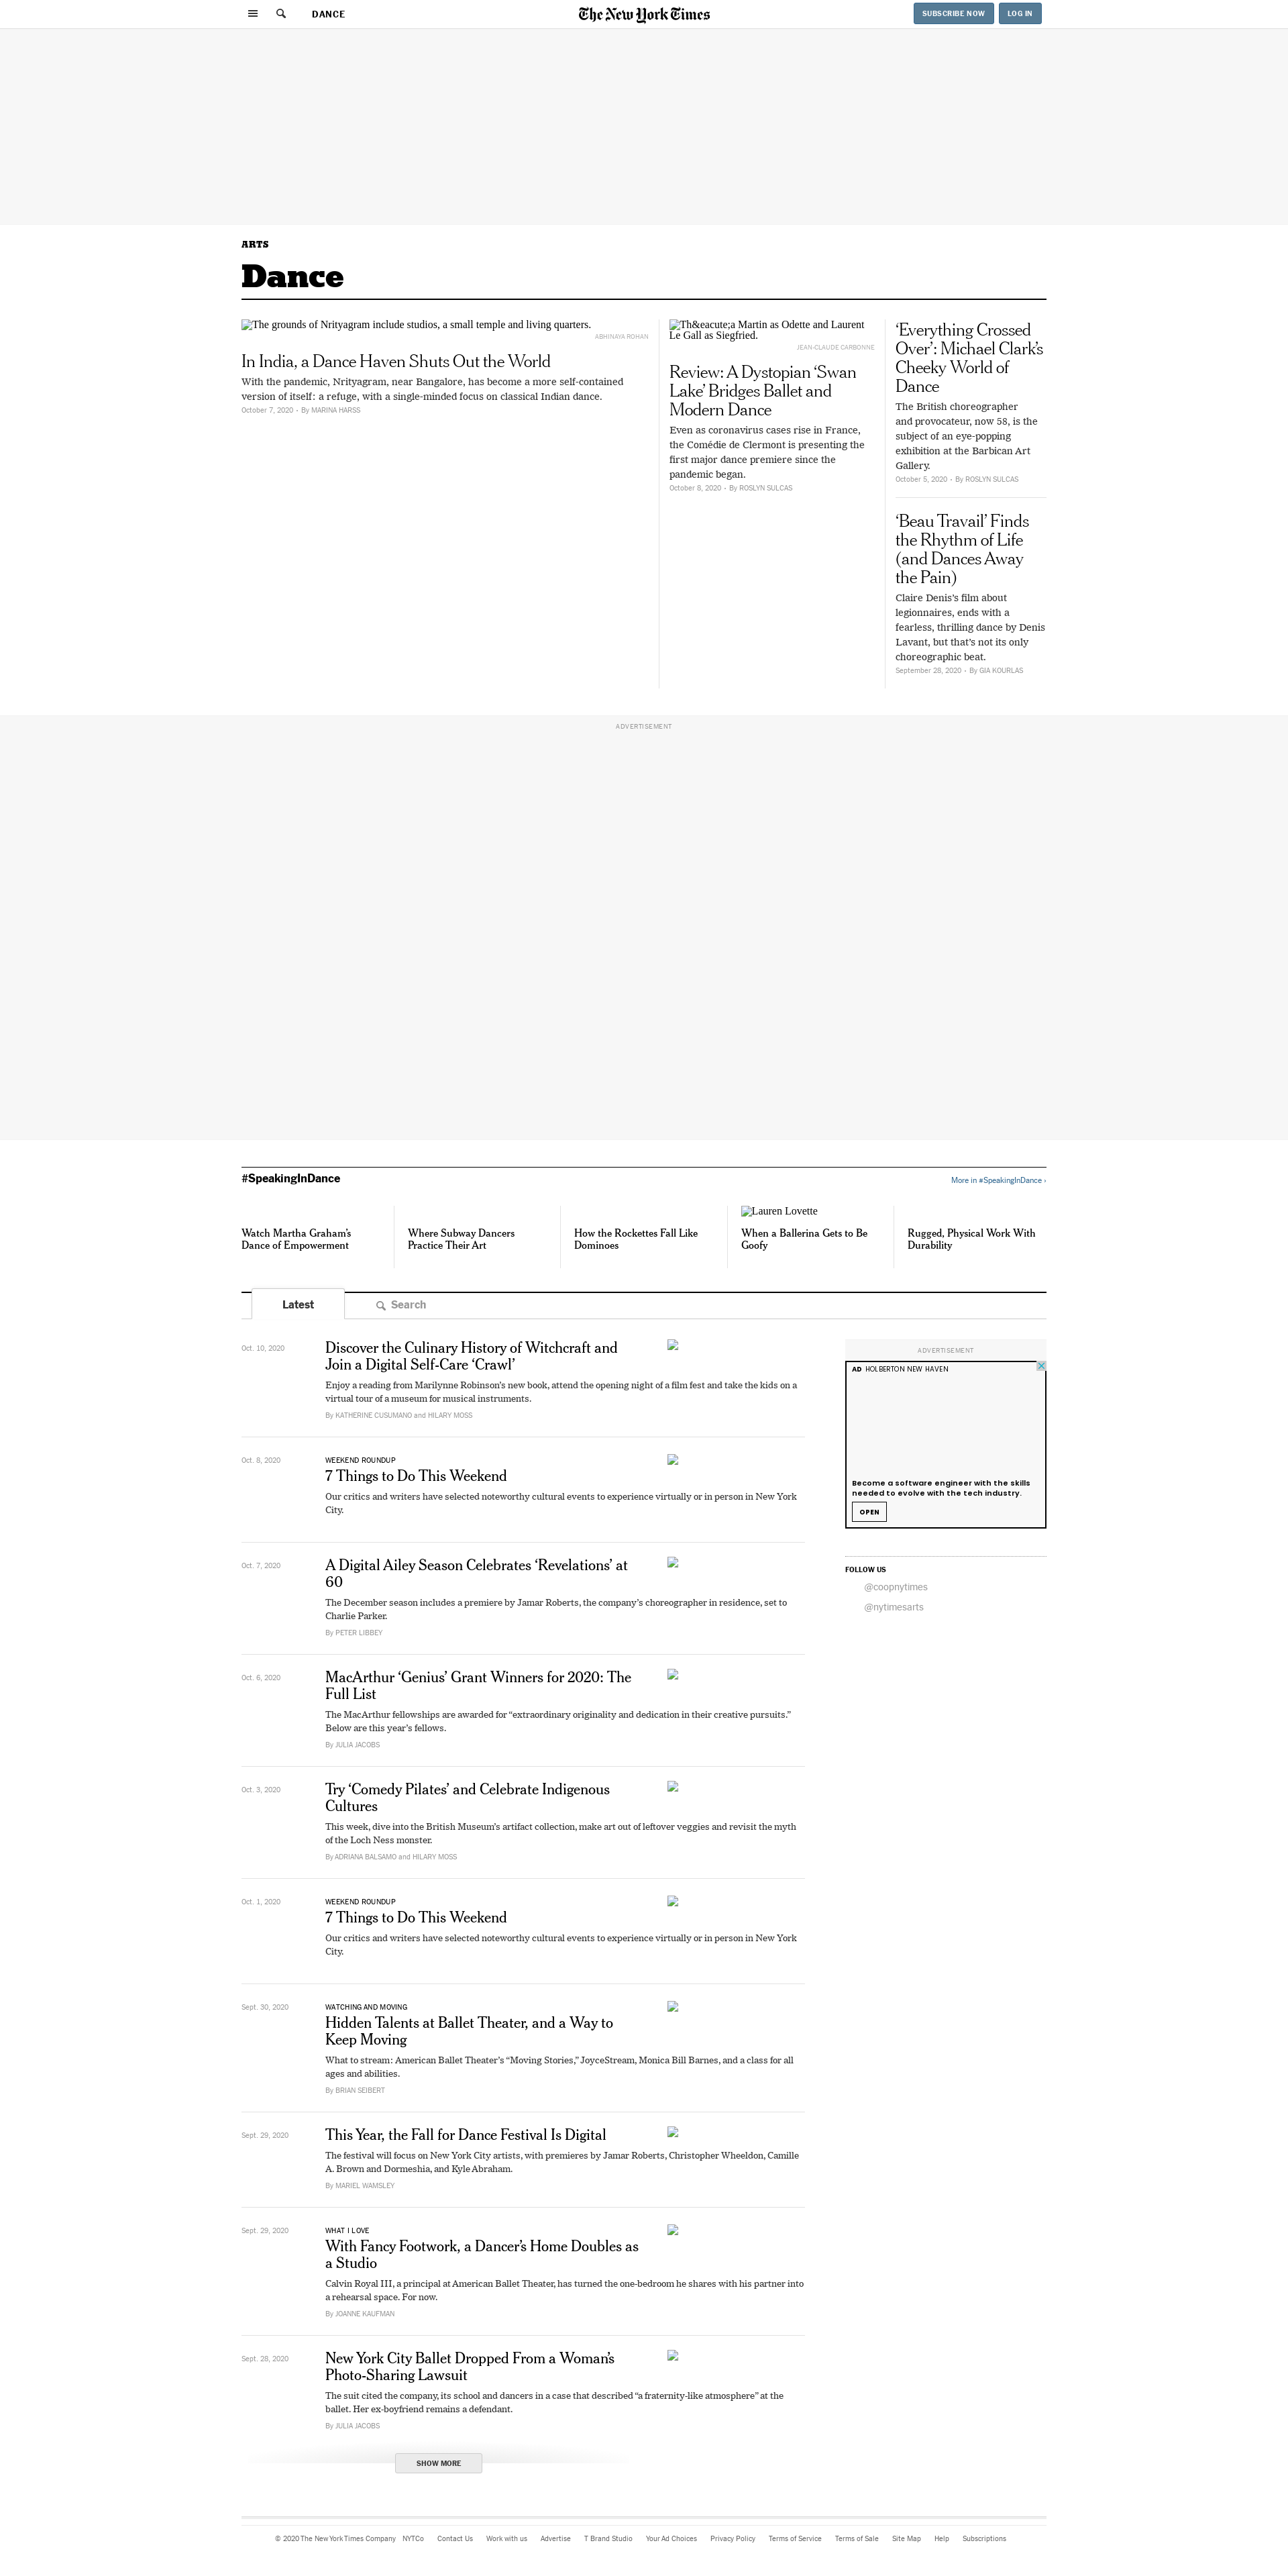 DANCE
The New York Times
SUBSCRIBE NOW
LOG IN
ARTS
Dance
The grounds of Nrityagram include studios, a small temple and living quarters.
ABHINAYA ROHAN
In India, a Dance Haven Shuts Out the World
With the pandemic, Nrityagram, near Bangalore, has become a more self-contained
version of itself: a refuge, with a single-minded focus on classical Indian dance.
October 7, 2020 • By MARINA HARSS
Th&eacute;a Martin as Odette and Laurent
Le Gall as Siegfried.
JEAN-CLAUDE CARBONNE
Review: A Dystopian ‘Swan
Lake’ Bridges Ballet and
Modern Dance
Even as coronavirus cases rise in France,
the Comédie de Clermont is presenting the
first major dance premiere since the
pandemic began.
October 8, 2020 • By ROSLYN SULCAS
‘Everything Crossed
Over’: Michael Clark’s
Cheeky World of
Dance
The British choreographer
and provocateur, now 58, is the
subject of an eye-popping
exhibition at the Barbican Art
Gallery.
October 5, 2020 • By ROSLYN SULCAS
‘Beau Travail’ Finds
the Rhythm of Life
(and Dances Away
the Pain)
Claire Denis’s film about
legionnaires, ends with a
fearless, thrilling dance by Denis
Lavant, but that’s not its only
choreographic beat.
September 28, 2020 • By GIA KOURLAS
ADVERTISEMENT
#SpeakingInDance
More in #SpeakingInDance ›
Watch Martha Graham’s
Dance of Empowerment
Where Subway Dancers
Practice Their Art
How the Rockettes Fall Like
Dominoes
Lauren Lovette
When a Ballerina Gets to Be
Goofy
Rugged, Physical Work With
Durability
Latest
Search
Oct. 10, 2020
Discover the Culinary History of Witchcraft and
Join a Digital Self-Care ‘Crawl’
Enjoy a reading from Marilynne Robinson’s new book, attend the opening night of a film fest and take the kids on a
virtual tour of a museum for musical instruments.
By KATHERINE CUSUMANO and HILARY MOSS
Oct. 8, 2020
WEEKEND ROUNDUP
7 Things to Do This Weekend
Our critics and writers have selected noteworthy cultural events to experience virtually or in person in New York
City.
Oct. 7, 2020
A Digital Ailey Season Celebrates ‘Revelations’ at
60
The December season includes a premiere by Jamar Roberts, the company’s choreographer in residence, set to
Charlie Parker.
By PETER LIBBEY
Oct. 6, 2020
MacArthur ‘Genius’ Grant Winners for 2020: The
Full List
The MacArthur fellowships are awarded for “extraordinary originality and dedication in their creative pursuits.”
Below are this year’s fellows.
By JULIA JACOBS
Oct. 3, 2020
Try ‘Comedy Pilates’ and Celebrate Indigenous
Cultures
This week, dive into the British Museum’s artifact collection, make art out of leftover veggies and revisit the myth
of the Loch Ness monster.
By ADRIANA BALSAMO and HILARY MOSS
Oct. 1, 2020
WEEKEND ROUNDUP
7 Things to Do This Weekend
Our critics and writers have selected noteworthy cultural events to experience virtually or in person in New York
City.
Sept. 30, 2020
WATCHING AND MOVING
Hidden Talents at Ballet Theater, and a Way to
Keep Moving
What to stream: American Ballet Theater’s “Moving Stories,” JoyceStream, Monica Bill Barnes, and a class for all
ages and abilities.
By BRIAN SEIBERT
Sept. 29, 2020
This Year, the Fall for Dance Festival Is Digital
The festival will focus on New York City artists, with premieres by Jamar Roberts, Christopher Wheeldon, Camille
A. Brown and Dormeshia, and Kyle Abraham.
By MARIEL WAMSLEY
Sept. 29, 2020
WHAT I LOVE
With Fancy Footwork, a Dancer’s Home Doubles as
a Studio
Calvin Royal III, a principal at American Ballet Theater, has turned the one-bedroom he shares with his partner into
a rehearsal space. For now.
By JOANNE KAUFMAN
Sept. 28, 2020
New York City Ballet Dropped From a Woman’s
Photo-Sharing Lawsuit
The suit cited the company, its school and dancers in a case that described “a fraternity-like atmosphere” at the
ballet. Her ex-boyfriend remains a defendant.
By JULIA JACOBS
SHOW MORE
ADVERTISEMENT
AD HOLBERTON NEW HAVEN
Become a software engineer with the skills
needed to evolve with the tech industry.
OPEN
FOLLOW US
@coopnytimes
@nytimesarts
© 2020 The New York Times Company NYTCo Contact Us Work with us Advertise T Brand Studio Your Ad Choices Privacy Policy Terms of Service Terms of Sale Site Map Help Subscriptions